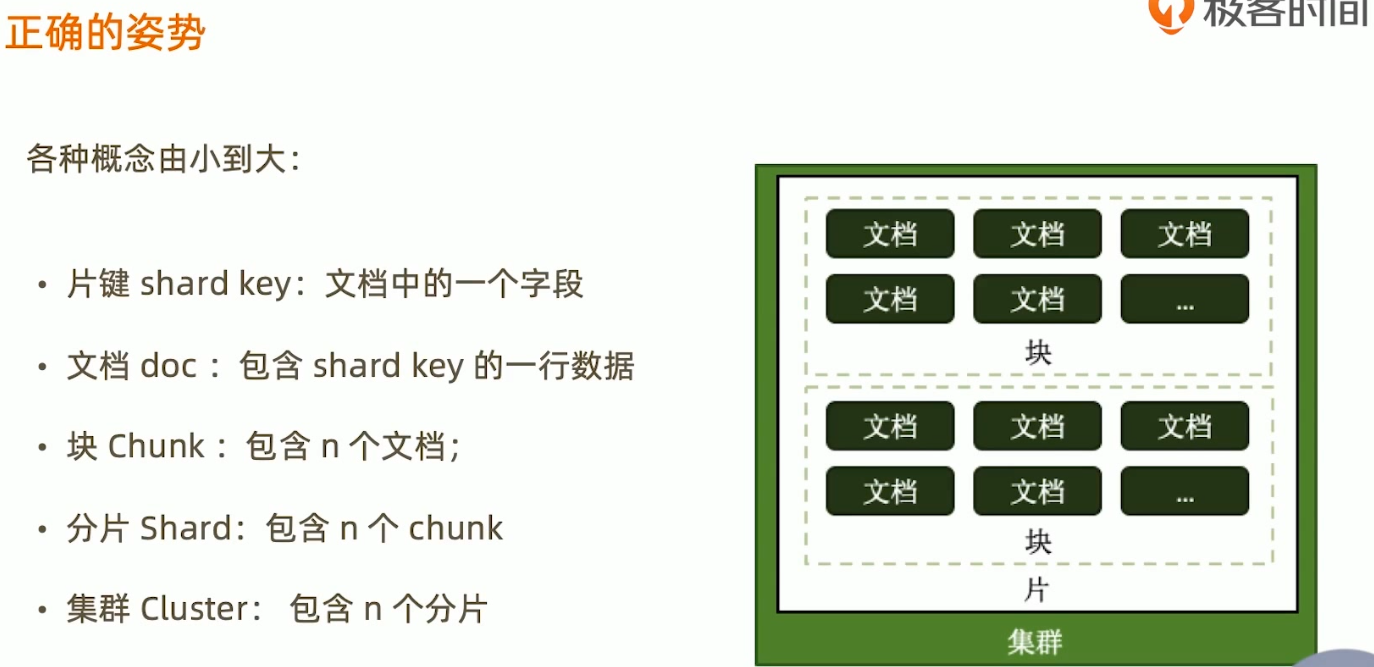 正确的姿势
极客时间
各种概念由小到大：
• 片键 shard key：文档中的一个字段
• 文档 doc ：包含 shard key 的一行数据
• 块 Chunk ：包含 n 个文档；
• 分片 Shard：包含 n 个 chunk
• 集群 Cluster： 包含 n 个分片
文档 文档 文档
文档 文档 ...
块
文档 文档 文档
文档 文档 ...
块
片
集群